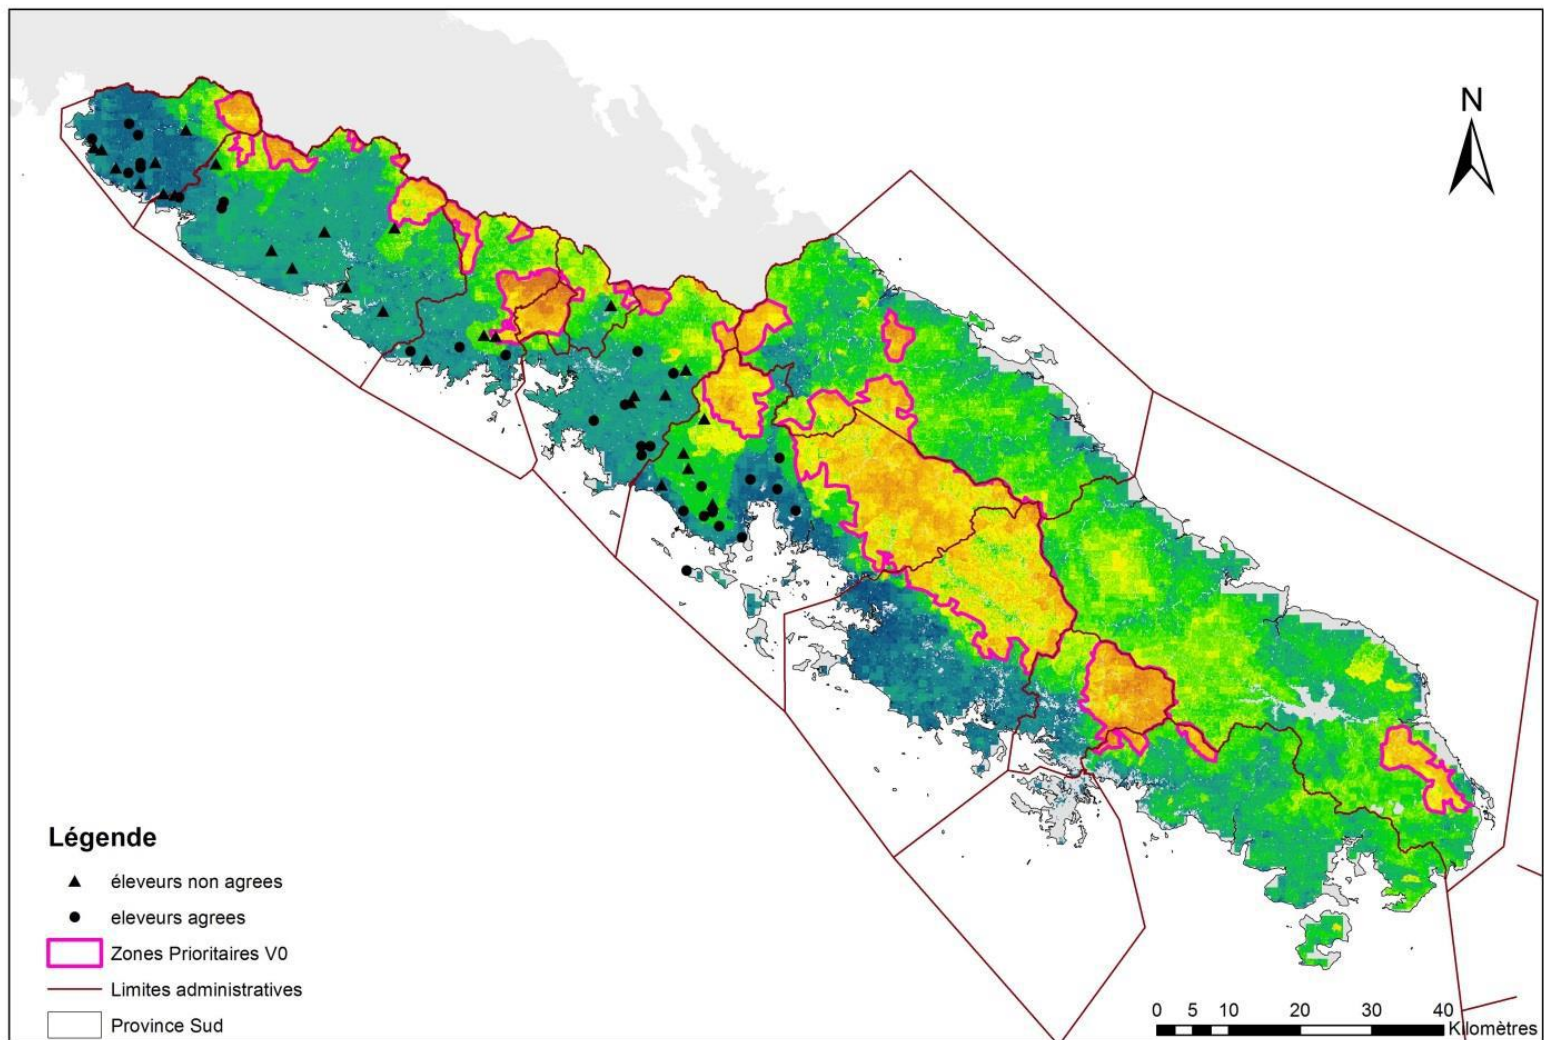 N
Légende
éleveurs non agrees
eleveurs agrees
Zones Prioritaires V0
Limites administratives
Province Sud
0 5 10 20 30 40
Kilomètres